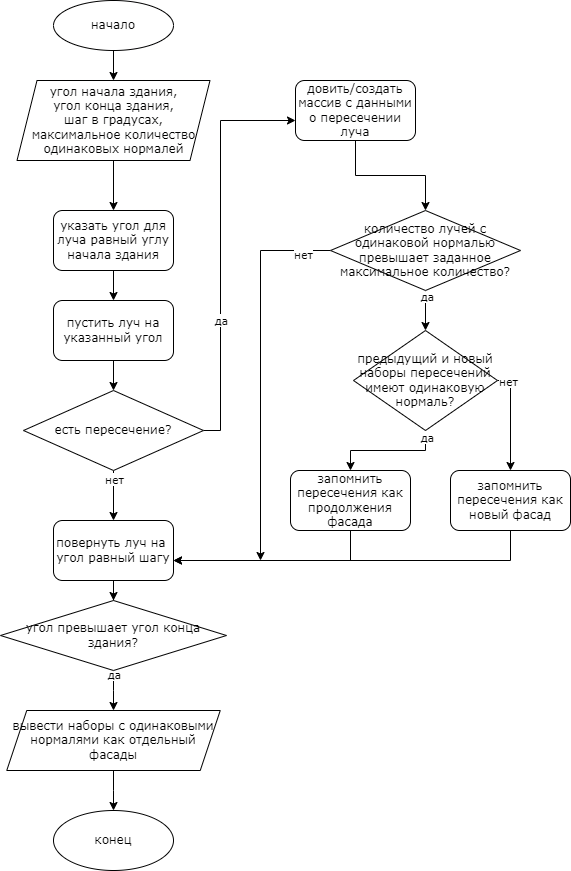 начало
угол начала здания,
угол конца здания,
шаг в градусах,
максимальное количество
одинаковых нормалей
указать угол для
луча равный углу
начала здания
пустить луч на
указанный угол
есть пересечение?
да
нет
довить/создать
массив с данными
о пересечении
луча
количество лучей с
одинаковой нормалью
превышает заданное
максимальное количество?
нет
да
предыдущий и новый
наборы пересечений
имеют одинаковую
нормаль?
нет
да
запомнить
пересечения как
продолжения
фасада
запомнить
пересечения как
новый фасад
повернуть луч на
угол равный шагу
угол превышает угол конца
здания?
да
вывести наборы с одинаковыми
нормалями как отдельный
фасады
конец